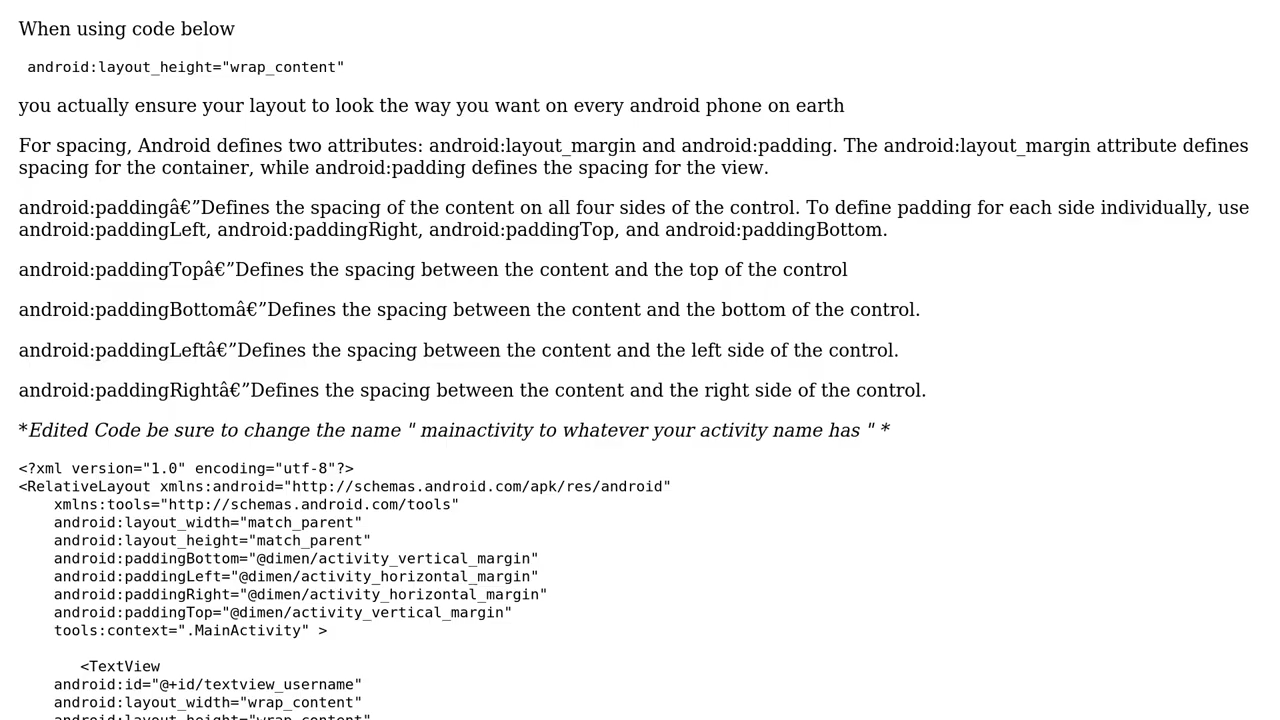 When using code below
android:layout_height="wrap_content"
you actually ensure your layout to look the way you want on every android phone on earth
For spacing, Android defines two attributes: android:layout_margin and android:padding. The android:layout_margin attribute defines
spacing for the container, while android:padding defines the spacing for the view.
android:paddingâ€”Defines the spacing of the content on all four sides of the control. To define padding for each side individually, use
android:paddingLeft, android:paddingRight, android:paddingTop, and android:paddingBottom.
android:paddingTopâ€”Defines the spacing between the content and the top of the control
android:paddingBottomâ€”Defines the spacing between the content and the bottom of the control.
android:paddingLeftâ€”Defines the spacing between the content and the left side of the control.
android:paddingRightâ€”Defines the spacing between the content and the right side of the control.
*Edited Code be sure to change the name " mainactivity to whatever your activity name has " *
<?xml version="1.0" encoding="utf-8"?>
<RelativeLayout xmlns:android="http://schemas.android.com/apk/res/android"
    xmlns:tools="http://schemas.android.com/tools"
    android:layout_width="match_parent"
    android:layout_height="match_parent"
    android:paddingBottom="@dimen/activity_vertical_margin"
    android:paddingLeft="@dimen/activity_horizontal_margin"
    android:paddingRight="@dimen/activity_horizontal_margin"
    android:paddingTop="@dimen/activity_vertical_margin"
    tools:context=".MainActivity" >
       <TextView
    android:id="@+id/textview_username"
    android:layout_width="wrap_content"
    android:layout_height="wrap_content"